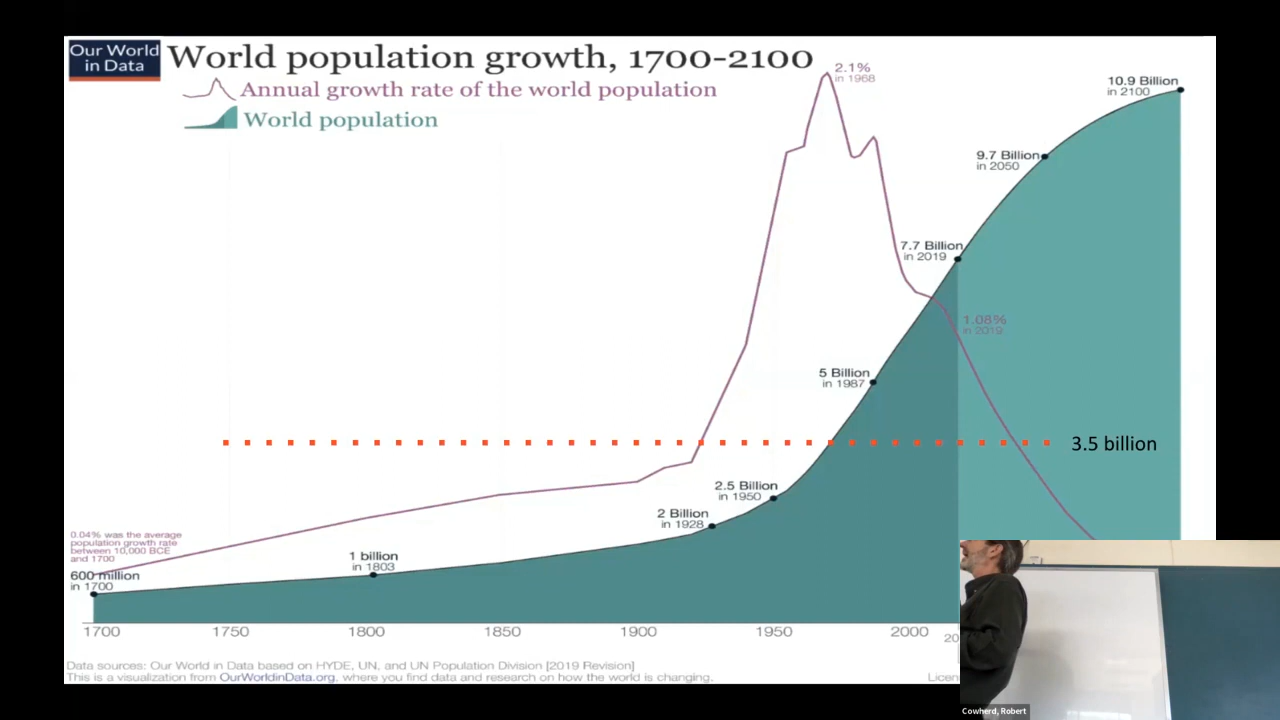 Our World
in Data
World population growth, 1700-2100
Annual growth rate of the world population
World population
2.1%
in 1968
10.9 Billion
in 2100
9.7 Billion
in 2050
7.7 Billion
in 2019
1.08%
in 2019
5 Billion
in 1987
3.5 billion
2.5 Billion
in 1950
2 Billion
in 1928
0.04% was the average
population growth rate
between 10,000 BCE
and 1700
1 billion
in 1803
600 million
in 1700
1700 1750 1800 1850 1900 1950 2000 20
Data sources: Our World in Data based on HYDE, UN, and UN Population Division [2019 Revision]
This is a visualization from OurWorldinData.org, where you find data and research on how the world is changing.
Licen
Cowherd, Robert